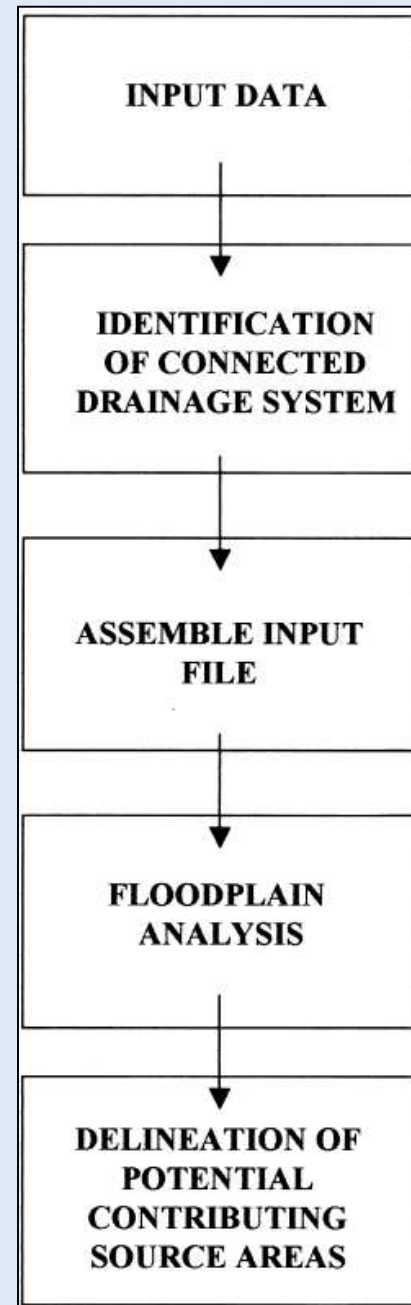 INPUT DATA
IDENTIFICATION
OF CONNECTED
DRAINAGE SYSTEM
ASSEMBLE INPUT
FILE
FLOODPLAIN
ANALYSIS
DELINEATION OF
POTENTIAL
CONTRIBUTING
SOURCE AREAS